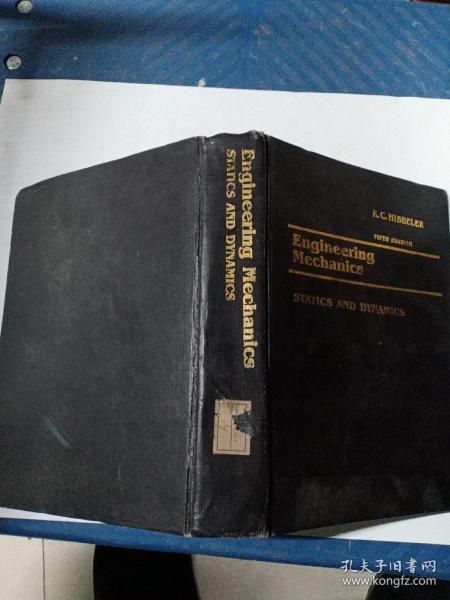 Engineering Mechanics
STATICS AND DYNAMICS
R.C. HIBBELER
FIFTH EDITION
Engineering
Mechanics
STATICS AND DYNAMICS
孔夫子旧书网
www.kongfz.com